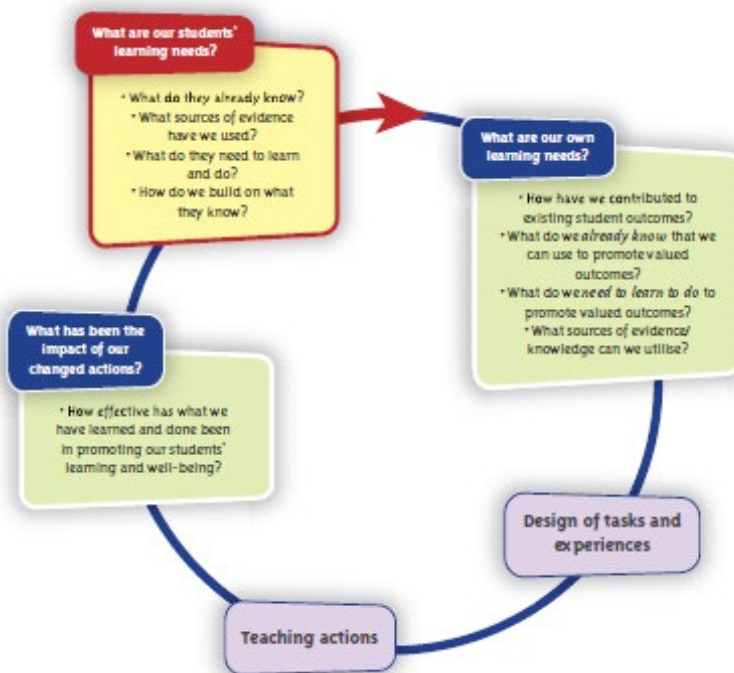 What are our students'
learning needs?
• What do they already know?
• What sources of evidence
have we used?
• What do they need to learn
and do?
• How do we build on what
they know?
What are our own
learning needs?
• How have we contributed to
existing student outcomes?
• What do we already know that we
can use to promote valued
outcomes?
• What do we need to learn to do to
promote valued outcomes?
• What sources of evidence/
knowledge can we utilise?
Design of tasks and
experiences
Teaching actions
What has been the
impact of our
changed actions?
• How effective has what we
have learned and done been
in promoting our students'
learning and well-being?